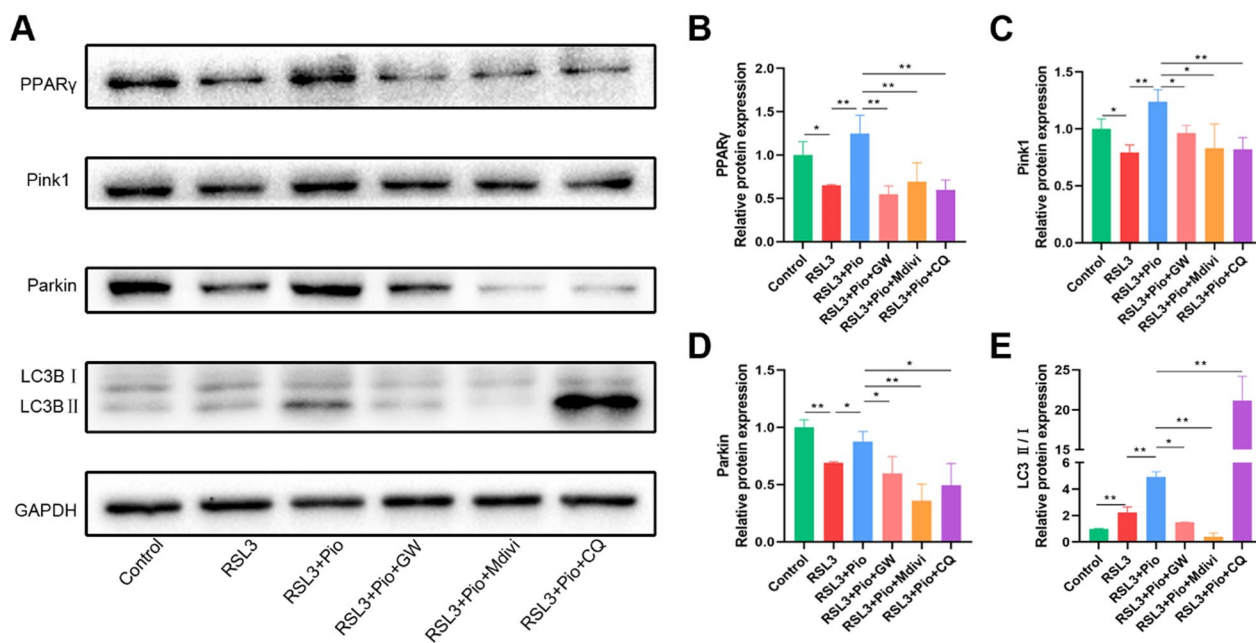 A
PPARγ
Pink1
Parkin
LC3B Ⅰ
LC3B Ⅱ
GAPDH
Control
RSL3
RSL3+Pio
RSL3+Pio+GW
RSL3+Pio+Mdivi
RSL3+Pio+CQ
B
PPARγ
Relative protein expression
2.0
1.5
1.0
0.5
0.0
*
**
**
**
**
Control
RSL3
RSL3+Pio
RSL3+Pio+GW
RSL3+Pio+Mdivi
RSL3+Pio+CQ
C
Pink1
Relative protein expression
1.5
1.0
0.5
0.0
*
**
*
*
**
Control
RSL3
RSL3+Pio
RSL3+Pio+GW
RSL3+Pio+Mdivi
RSL3+Pio+CQ
D
Parkin
Relative protein expression
1.5
1.0
0.5
0.0
**
*
*
**
*
Control
RSL3
RSL3+Pio
RSL3+Pio+GW
RSL3+Pio+Mdivi
RSL3+Pio+CQ
E
LC3 Ⅱ/Ⅰ
Relative protein expression
25
20
15
6
4
2
0
**
**
*
**
**
Control
RSL3
RSL3+Pio
RSL3+Pio+GW
RSL3+Pio+Mdivi
RSL3+Pio+CQ